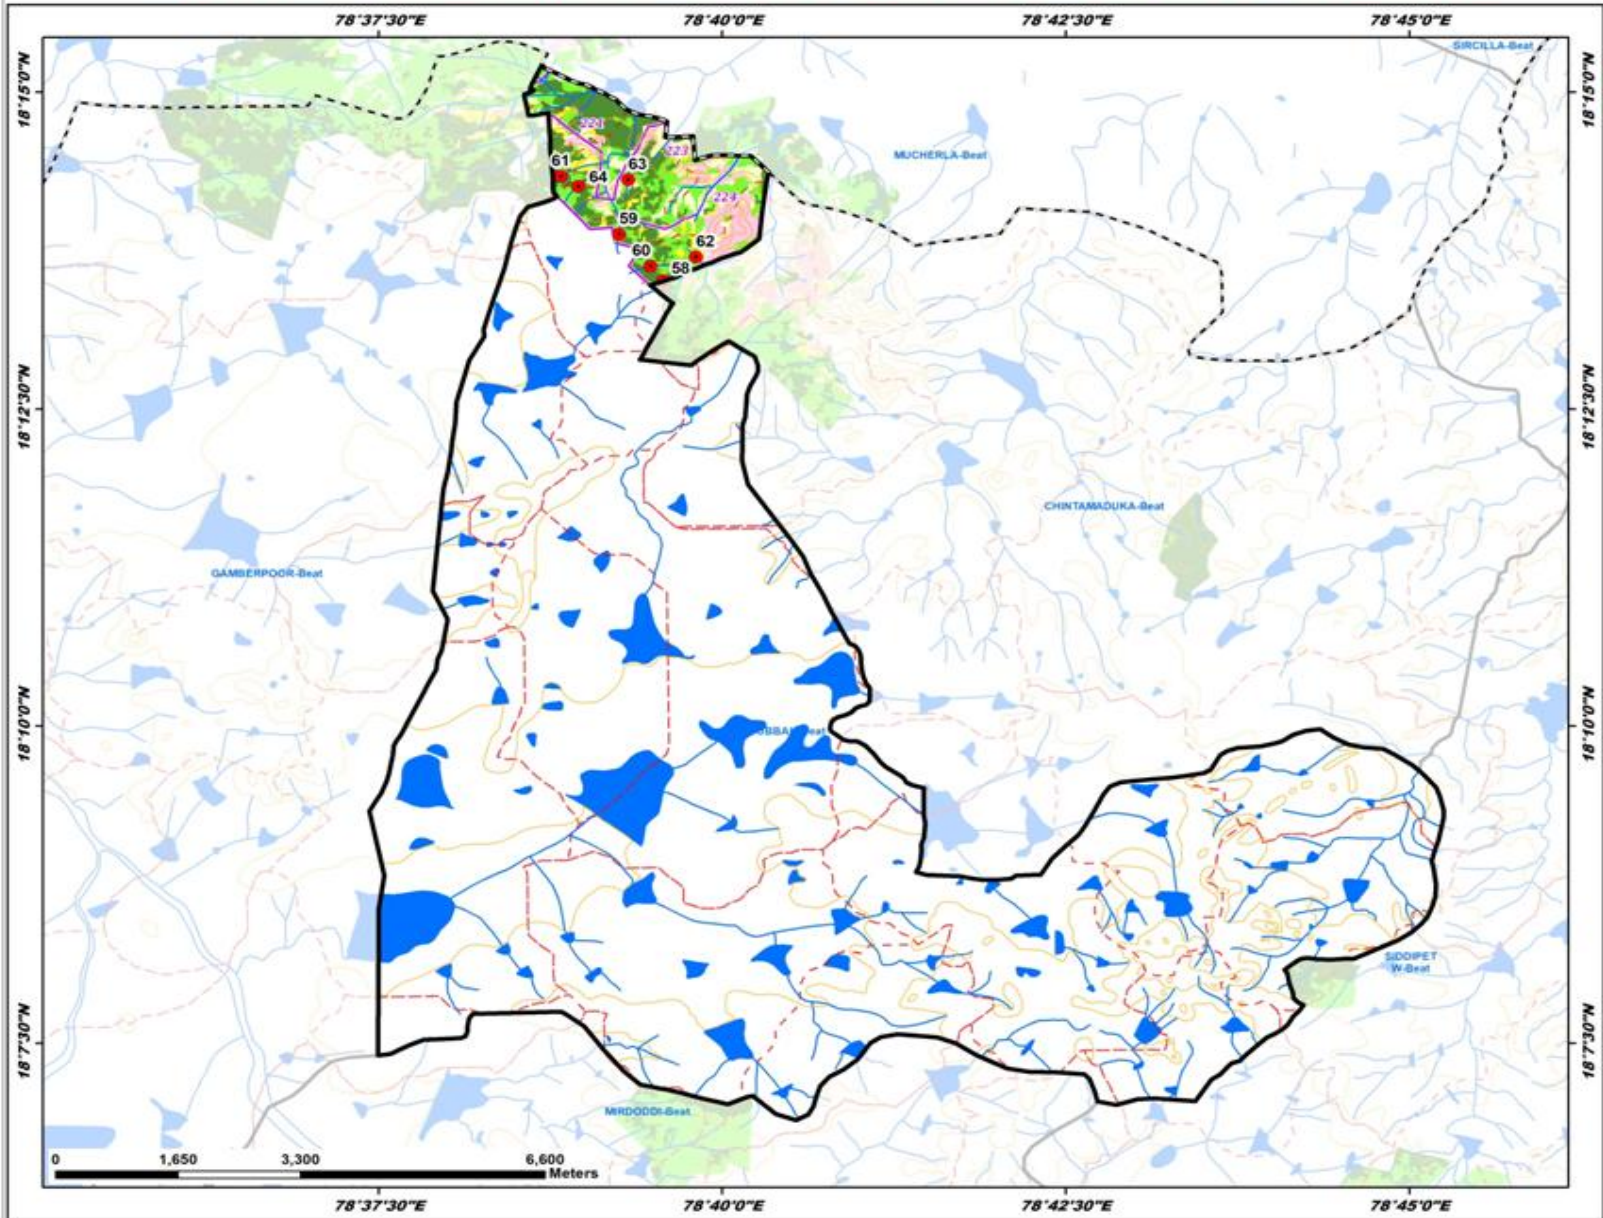 78°37'30"E 78°40'0"E 78°42'30"E 78°45'0"E
18°15'0"N
18°15'0"N
SIRCILLA-Beat
221
223
MUCHERLA-Beat
61
64
63
224
59
60
62
58
18°12'30"N
18°12'30"N
CHINTAMADUKA-Beat
GAMBERPOOR-Beat
18°10'0"N
18°10'0"N
SIDDIPET
W-Beat
18°7'30"N
18°7'30"N
MIRDODDI-Beat
0 1,650 3,300 6,600
Meters
78°37'30"E 78°40'0"E 78°42'30"E 78°45'0"E